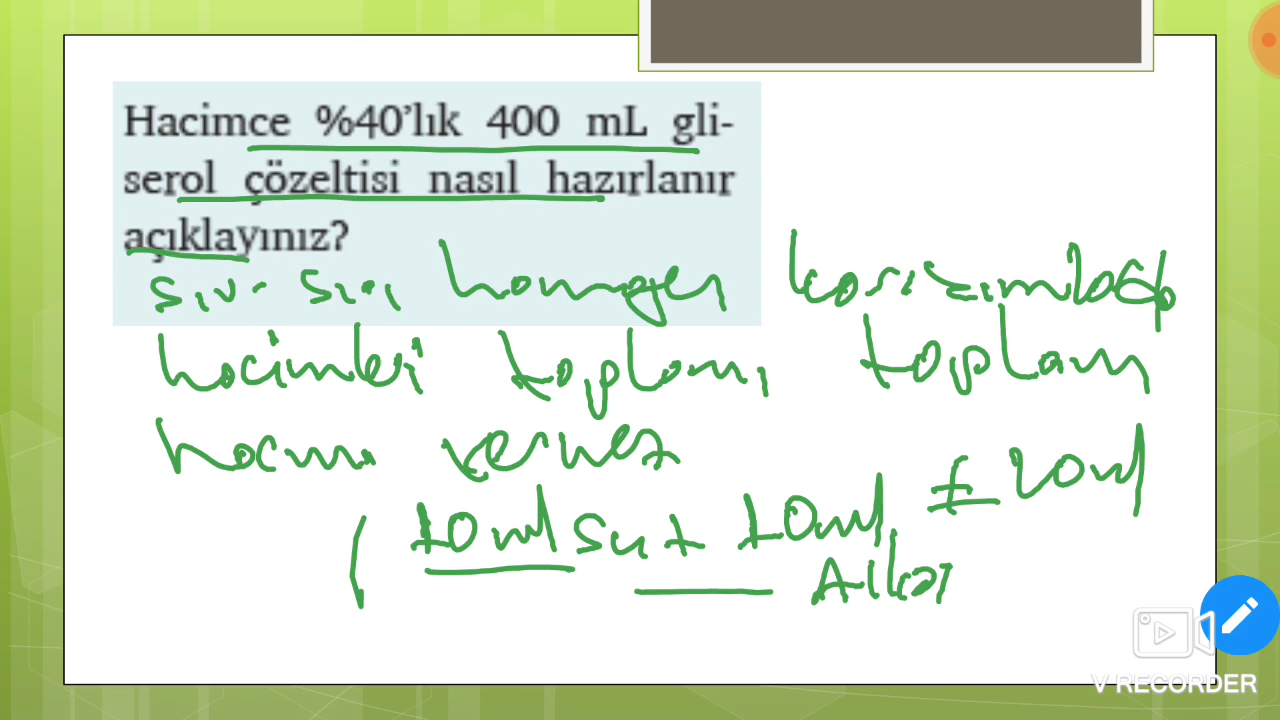 Hacimce %40'lık 400 mL gli-
serol çözeltisi nasıl hazırlanır
açıklayınız?
sıvı-sıvı homojen karışımlarda
hacimleri toplamı toplam
hacmi vermez
( 10 ml su + 10 ml Alkol ≠ 20 ml
V RECORDER